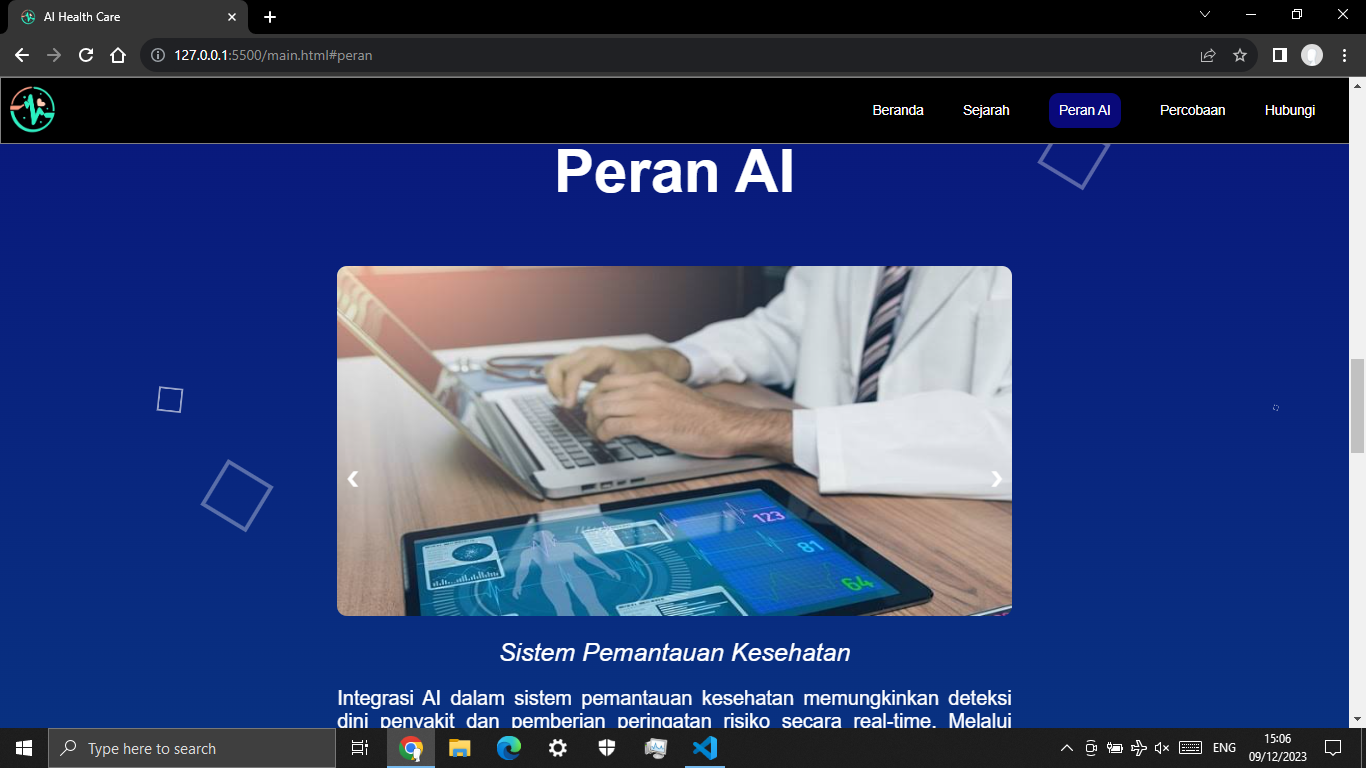 AI Health Care
127.0.0.1:5500/main.html#peran
Beranda Sejarah Peran AI Percobaan Hubungi
Peran AI
123
81
64
Sistem Pemantauan Kesehatan
Integrasi AI dalam sistem pemantauan kesehatan memungkinkan deteksi
dini penyakit dan pemberian peringatan risiko secara real-time. Melalui
Type here to search
ENG
15:06
09/12/2023